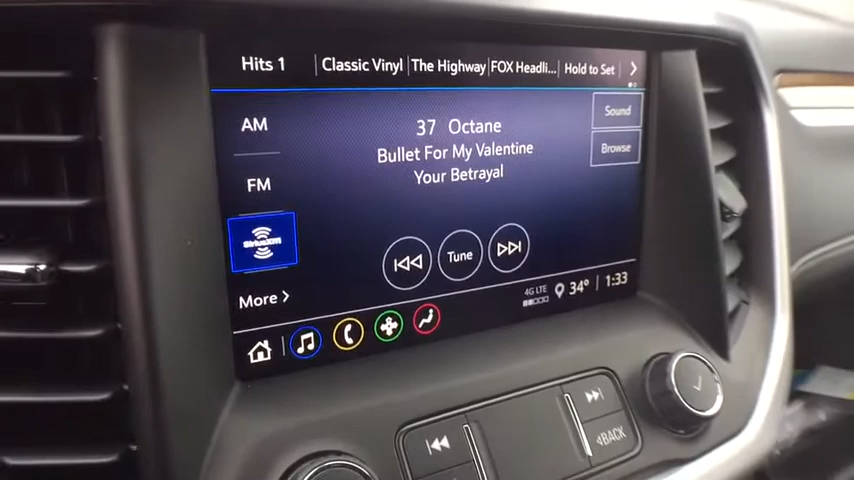 Hits 1
Classic Vinyl
The Highway
FOX Headli...
Hold to Set
AM
37 Octane
Sound
Bullet For My Valentine
Browse
FM
Your Betrayal
SiriusXM
Tune
More
4G LTE
34°
1:33
BACK